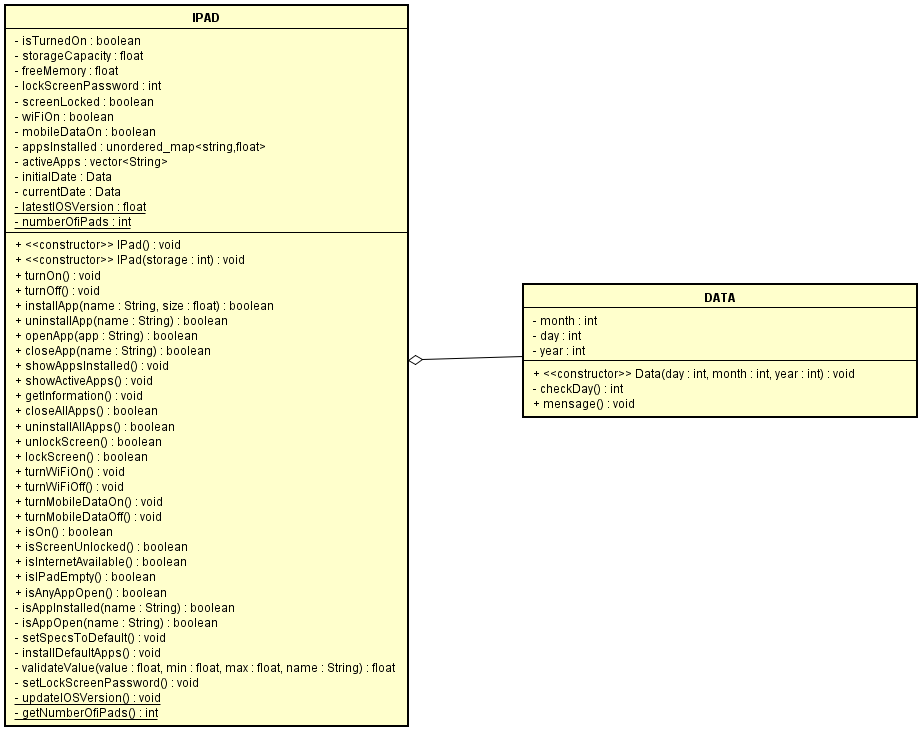 IPAD
- isTurnedOn : boolean
- storageCapacity : float
- freeMemory : float
- lockScreenPassword : int
- screenLocked : boolean
- wiFiOn : boolean
- mobileDataOn : boolean
- appsInstalled : unordered_map<string,float>
- activeApps : vector<String>
- initialDate : Data
- currentDate : Data
- latestIOSVersion : float
- numberOfiPads : int
+ <<constructor>> IPad() : void
+ <<constructor>> IPad(storage : int) : void
+ turnOn() : void
+ turnOff() : void
+ installApp(name : String, size : float) : boolean
+ uninstallApp(name : String) : boolean
+ openApp(app : String) : boolean
+ closeApp(name : String) : boolean
+ showAppsInstalled() : void
+ showActiveApps() : void
+ getInformation() : void
+ closeAllApps() : boolean
+ uninstallAllApps() : boolean
+ unlockScreen() : boolean
+ lockScreen() : boolean
+ turnWiFiOn() : void
+ turnWiFiOff() : void
+ turnMobileDataOn() : void
+ turnMobileDataOff() : void
+ isOn() : boolean
+ isScreenUnlocked() : boolean
+ isInternetAvailable() : boolean
+ isIPadEmpty() : boolean
+ isAnyAppOpen() : boolean
- isAppInstalled(name : String) : boolean
- isAppOpen(name : String) : boolean
- setSpecsToDefault() : void
- installDefaultApps() : void
- validateValue(value : float, min : float, max : float, name : String) : float
- setLockScreenPassword() : void
- updateIOSVersion() : void
- getNumberOfiPads() : int
DATA
- month : int
- day : int
- year : int
+ <<constructor>> Data(day : int, month : int, year : int) : void
- checkDay() : int
+ mensage() : void